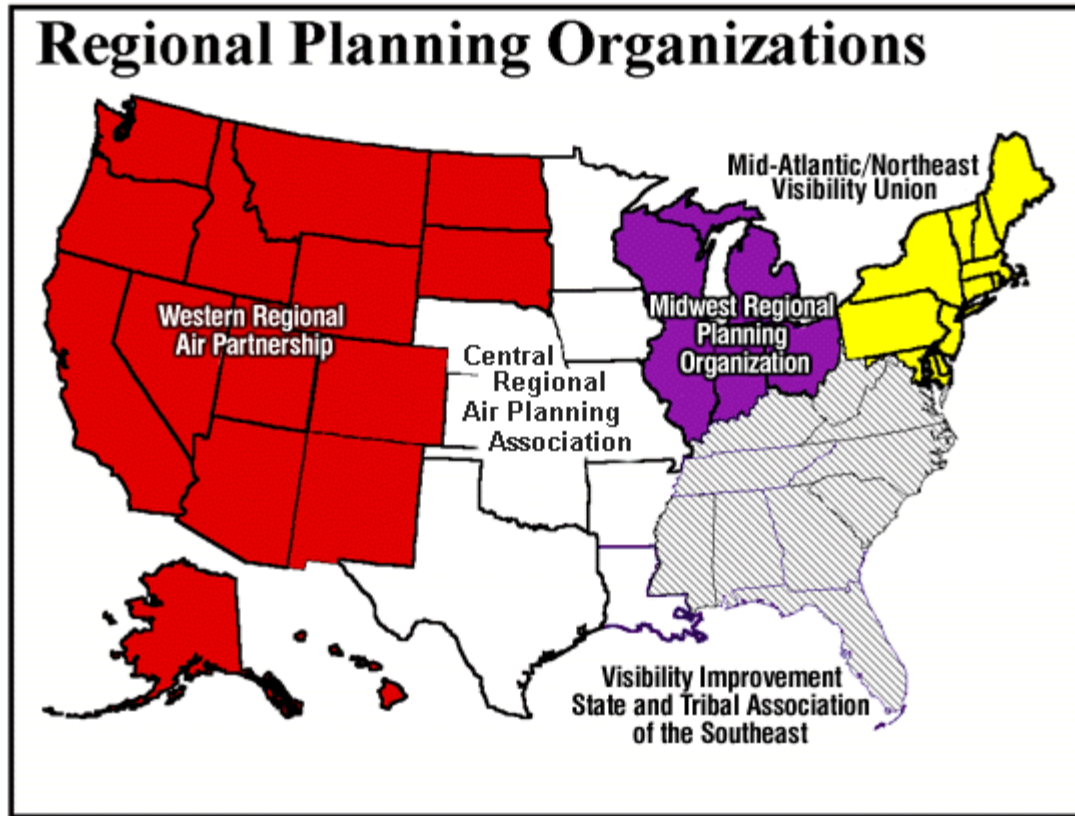 Regional Planning Organizations
Mid-Atlantic/Northeast
Visibility Union
Western Regional
Air Partnership
Central
Regional
Air Planning
Association
Midwest Regional
Planning
Organization
Visibility Improvement
State and Tribal Association
of the Southeast